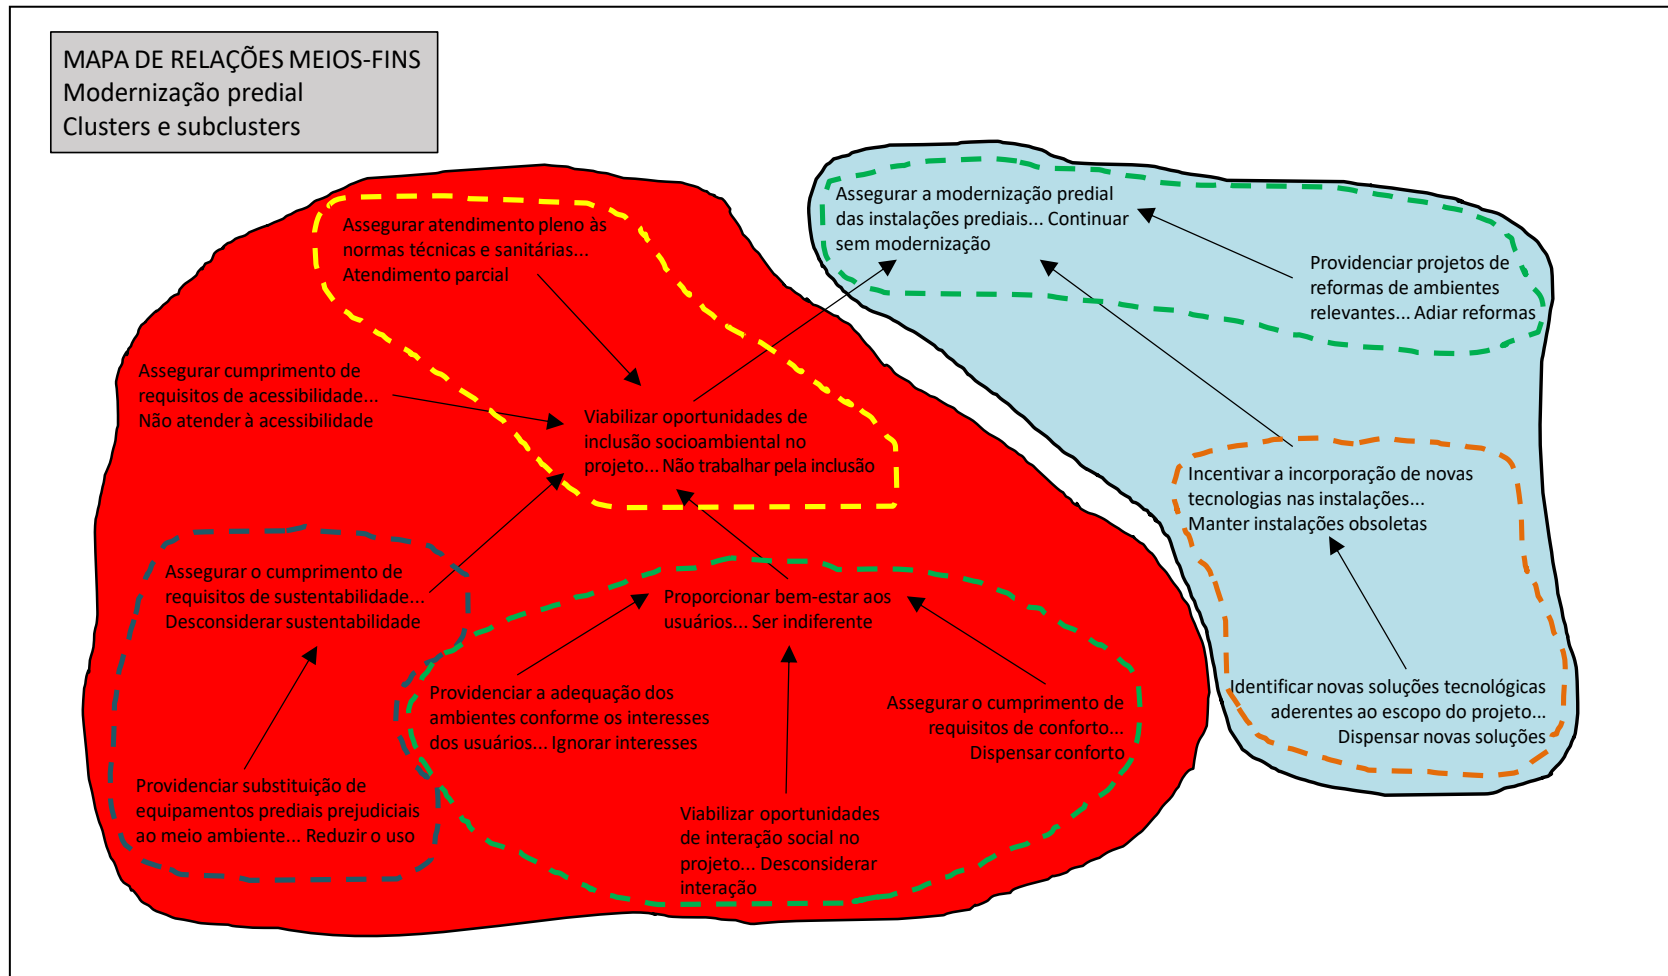 MAPA DE RELAÇÕES MEIOS-FINS
Modernização predial
Clusters e subclusters
Assegurar atendimento pleno às
normas técnicas e sanitárias...
Atendimento parcial
Assegurar a modernização predial
das instalações prediais... Continuar
sem modernização
Providenciar projetos de
reformas de ambientes
relevantes... Adiar reformas
Assegurar cumprimento de
requisitos de acessibilidade...
Não atender à acessibilidade
Viabilizar oportunidades de
inclusão socioambiental no
projeto... Não trabalhar pela inclusão
Incentivar a incorporação de novas
tecnologias nas instalações...
Manter instalações obsoletas
Assegurar o cumprimento de
requisitos de sustentabilidade...
Desconsiderar sustentabilidade
Proporcionar bem-estar aos
usuários... Ser indiferente
Providenciar a adequação dos
ambientes conforme os interesses
dos usuários... Ignorar interesses
Assegurar o cumprimento de
requisitos de conforto...
Dispensar conforto
Identificar novas soluções tecnológicas
aderentes ao escopo do projeto...
Dispensar novas soluções
Providenciar substituição de
equipamentos prediais prejudiciais
ao meio ambiente... Reduzir o uso
Viabilizar oportunidades
de interação social no
projeto... Desconsiderar
interação